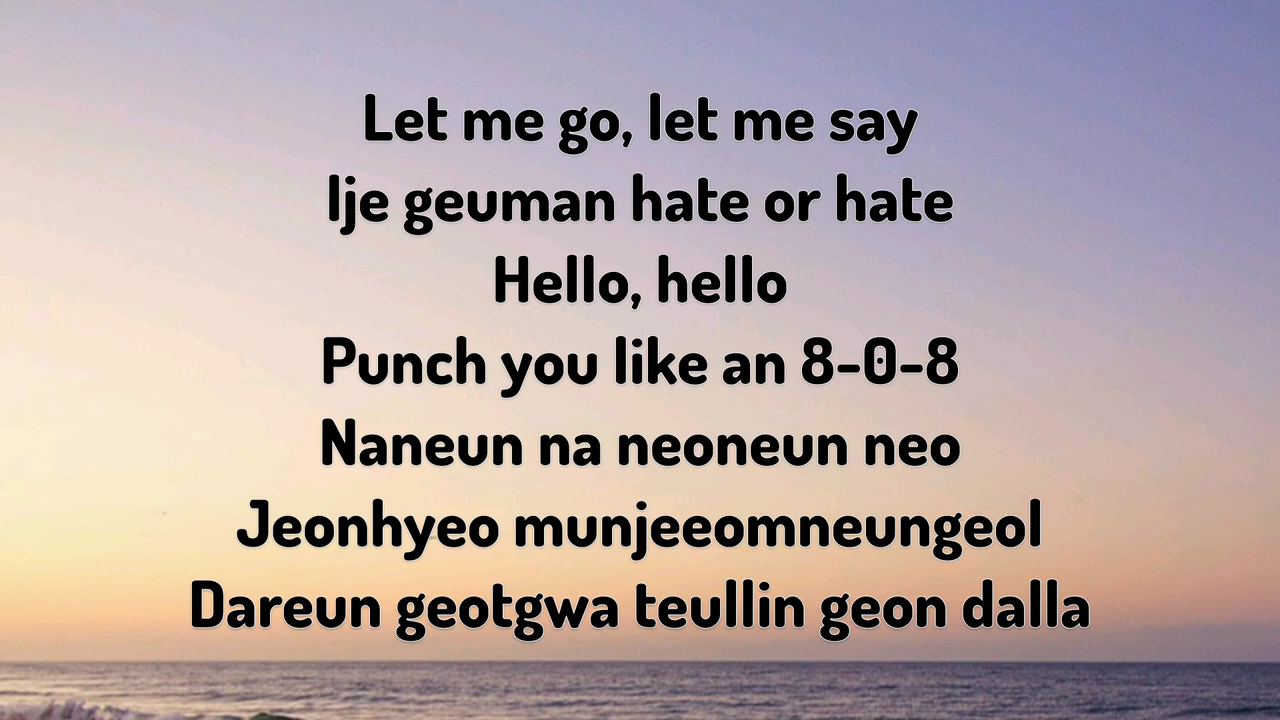 Let me go, let me say
Ije geuman hate or hate
Hello, hello
Punch you like an 8-0-8
Naneun na neoneun neo
Jeonhyeo munjeeomneungeol
Dareun geotgwa teullin geon dalla